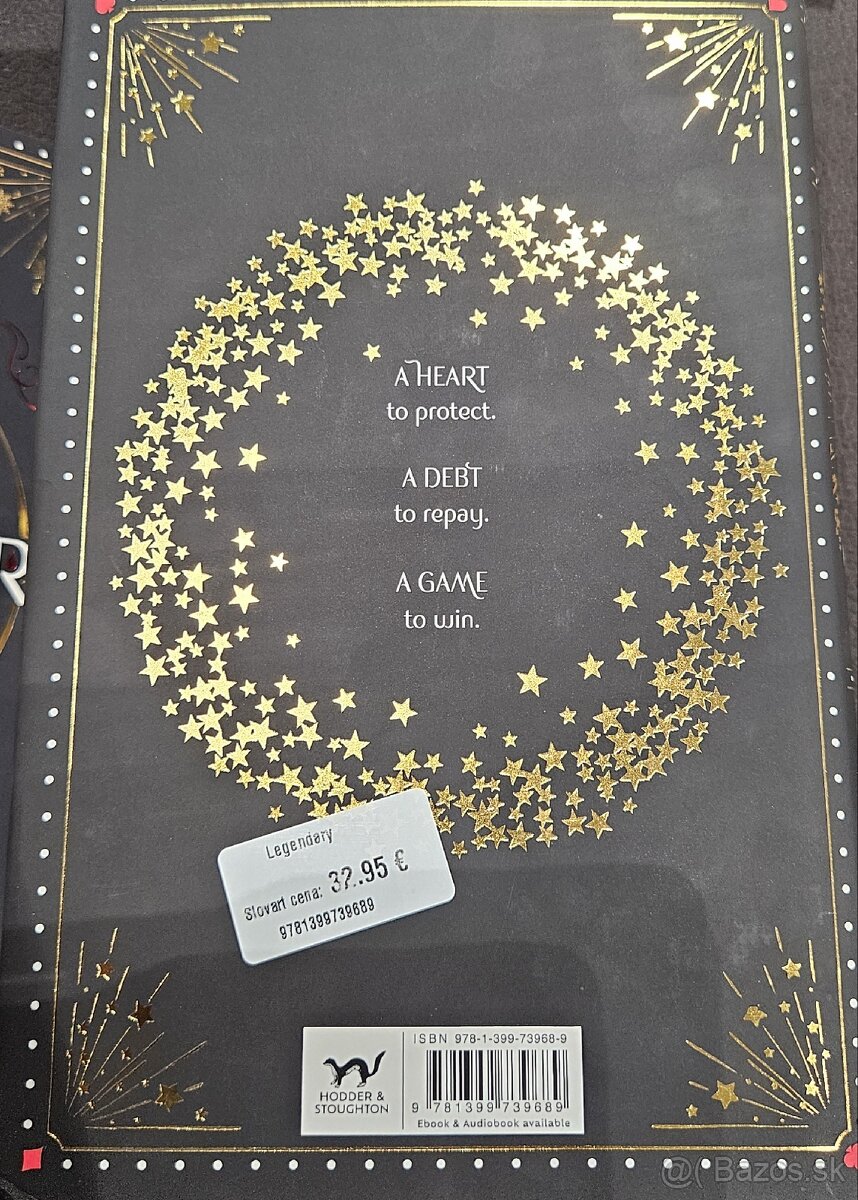 A HEART
to protect.
A DEBT
to repay.
A GAME
to win.
R
Legendary
Slovart cena: 32.95 €
9781399739689
HODDER &
STOUGHTON
ISBN 978-1-399-73968-9
9 781399 739689
Ebook & Audiobook available
@( Bazos.sk